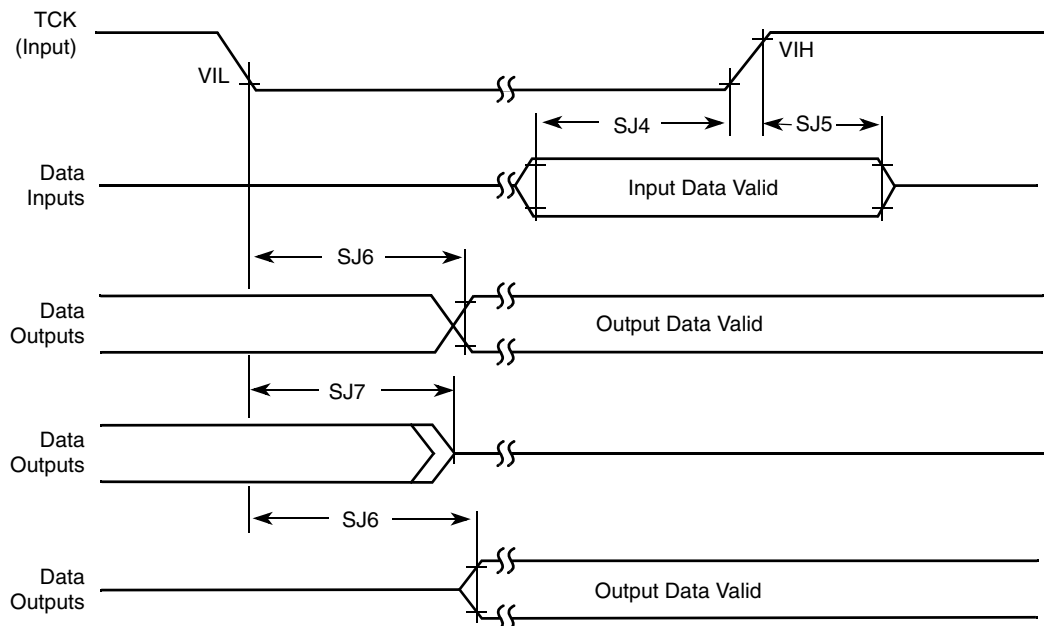 TCK
(Input)
VIL
VIH
SJ4
SJ5
Data
Inputs
Input Data Valid
SJ6
Data
Outputs
Output Data Valid
SJ7
Data
Outputs
SJ6
Data
Outputs
Output Data Valid